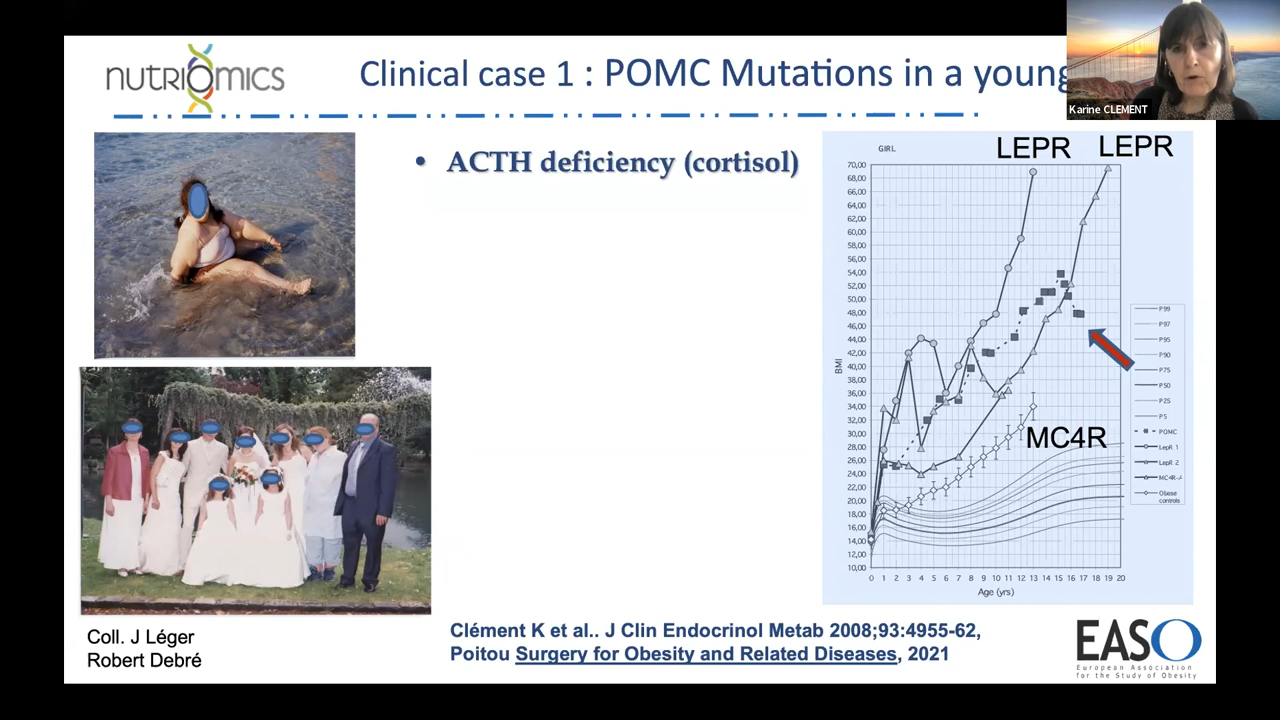 nutriOmics
Clinical case 1 : POMC Mutations in a young
Karine CLEMENT
• ACTH deficiency (cortisol)
GIRL
LEPR
LEPR
70,00
68,00
66,00
64,00
62,00
60,00
58,00
56,00
54,00
52,00
50,00
48,00
46,00
44,00
42,00
40,00
38,00
36,00
34,00
32,00
30,00
28,00
26,00
24,00
22,00
20,00
18,00
16,00
14,00
12,00
10,00
BMI
MC4R
0 1 2 3 4 5 6 7 8 9 10 11 12 13 14 15 16 17 18 19 20
Age (yrs)
P99
P97
P95
P90
P75
P50
P25
P5
POMC
LepR 1
LepR 2
Obese
controls
Coll. J Léger
Robert Debré
Clément K et al.. J Clin Endocrinol Metab 2008;93:4955-62,
Poitou Surgery for Obesity and Related Diseases, 2021
EASO
European Association
for the Study of Obesity